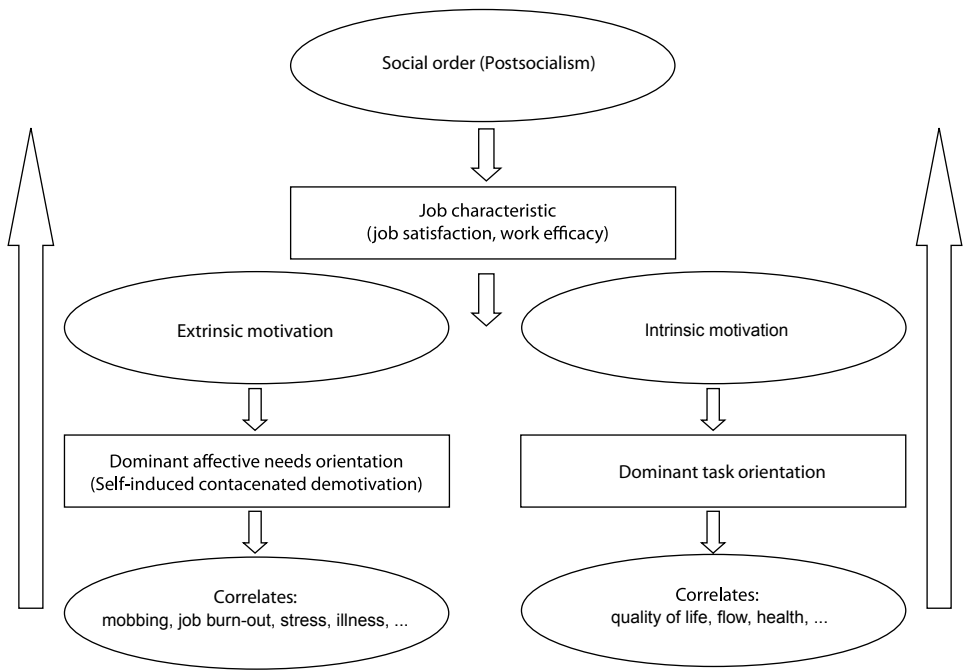 Social order (Postsocialism)
Job characteristic
(job satisfaction, work efficacy)
Extrinsic motivation
Intrinsic motivation
Dominant affective needs orientation
(Self-induced contacenated demotivation)
Dominant task orientation
Correlates:
mobbing, job burn-out, stress, illness, ...
Correlates:
quality of life, flow, health, ...